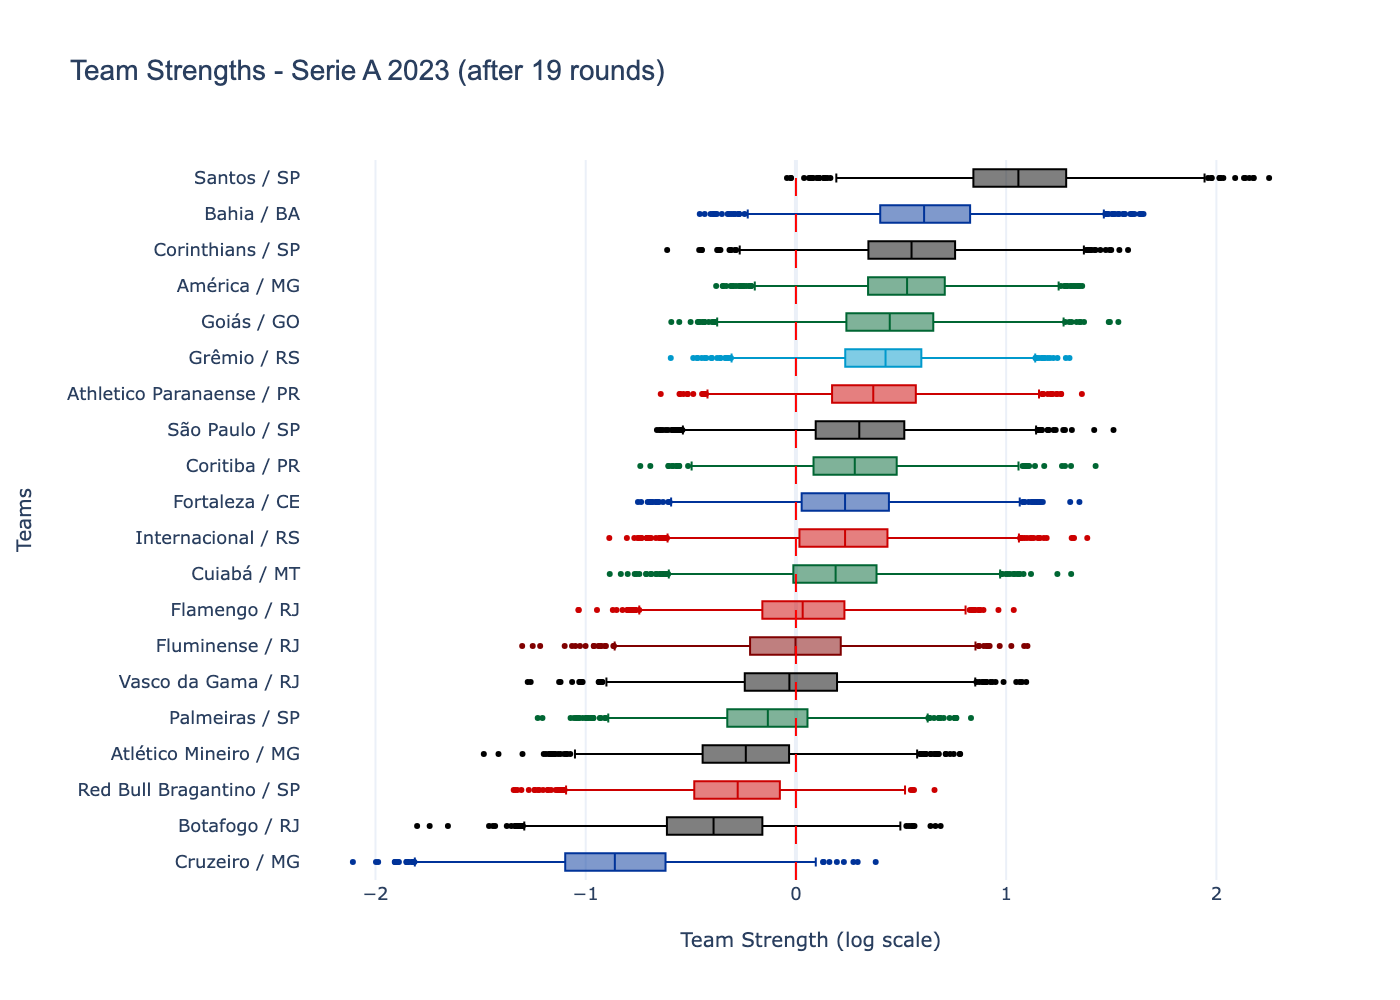 Team Strengths - Serie A 2023 (after 19 rounds)
Teams
Santos / SP
Bahia / BA
Corinthians / SP
América / MG
Goiás / GO
Grêmio / RS
Athletico Paranaense / PR
São Paulo / SP
Coritiba / PR
Fortaleza / CE
Internacional / RS
Cuiabá / MT
Flamengo / RJ
Fluminense / RJ
Vasco da Gama / RJ
Palmeiras / SP
Atlético Mineiro / MG
Red Bull Bragantino / SP
Botafogo / RJ
Cruzeiro / MG
−2 −1 0 1 2
Team Strength (log scale)